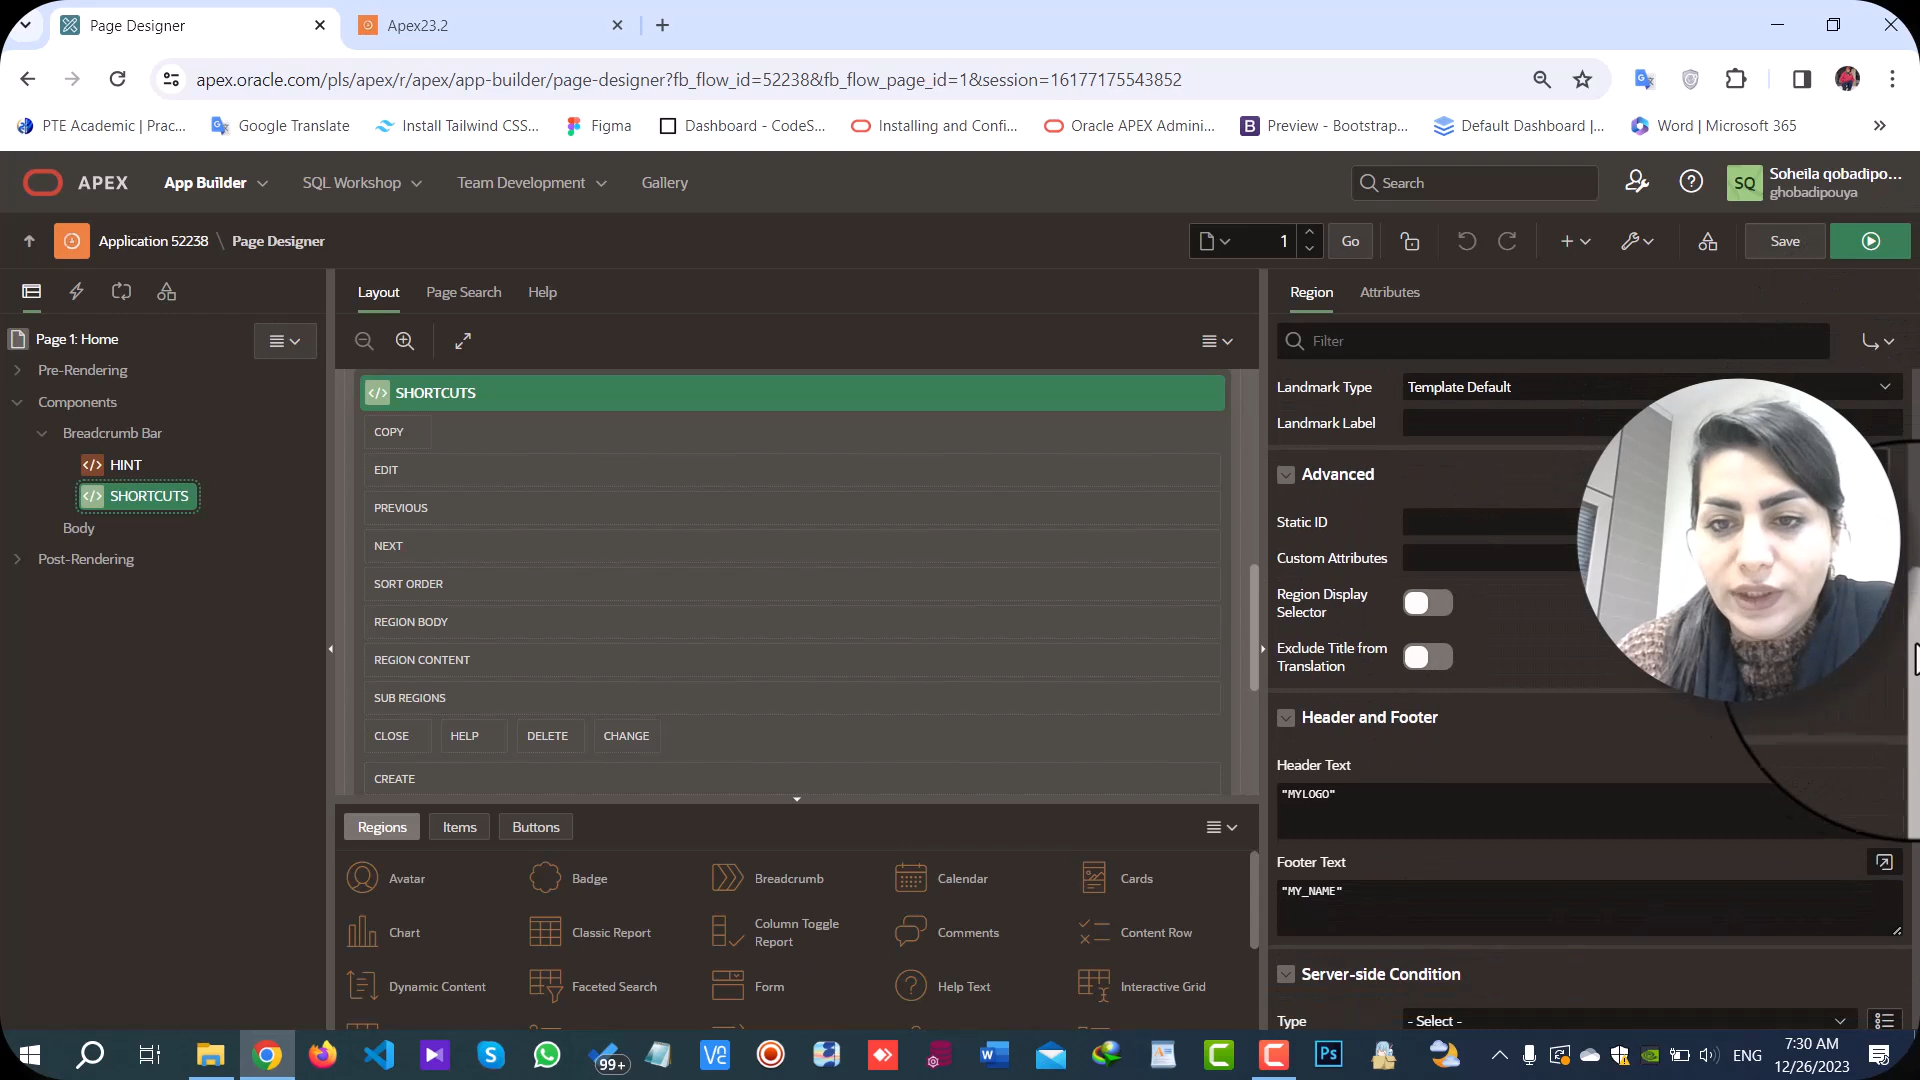 Page Designer
Apex23.2
apex.oracle.com/pls/apex/r/apex/app-builder/page-designer?fb_flow_id=52238&fb_flow_page_id=1&session=16177175543852
PTE Academic | Prac... Google Translate Install Tailwind CSS... Figma Dashboard - CodeS... Installing and Confi... Oracle APEX Admini... Preview - Bootstrap... Default Dashboard |... Word | Microsoft 365
APEX App Builder SQL Workshop Team Development Gallery Search SQ Soheila qobadipo...
ghobadipouya
Application 52238 \ Page Designer 1 Go Save
Layout Page Search Help
Region Attributes
Page 1: Home
Pre-Rendering
Components
Breadcrumb Bar
HINT
SHORTCUTS
Body
Post-Rendering
SHORTCUTS
COPY
EDIT
PREVIOUS
NEXT
SORT ORDER
REGION BODY
REGION CONTENT
SUB REGIONS
CLOSE HELP DELETE CHANGE
CREATE
Regions Items Buttons
Avatar Badge Breadcrumb Calendar Cards
Chart Classic Report Column Toggle
Report Comments Content Row
Dynamic Content Faceted Search Form Help Text Interactive Grid
Filter
Landmark Type Template Default
Landmark Label
Advanced
Static ID
Custom Attributes
Region Display
Selector
Exclude Title from
Translation
Header and Footer
Header Text
"MYLOGO"
Footer Text
"MY_NAME"
Server-side Condition
Type - Select -
99+
ENG
7:30 AM
12/26/2023